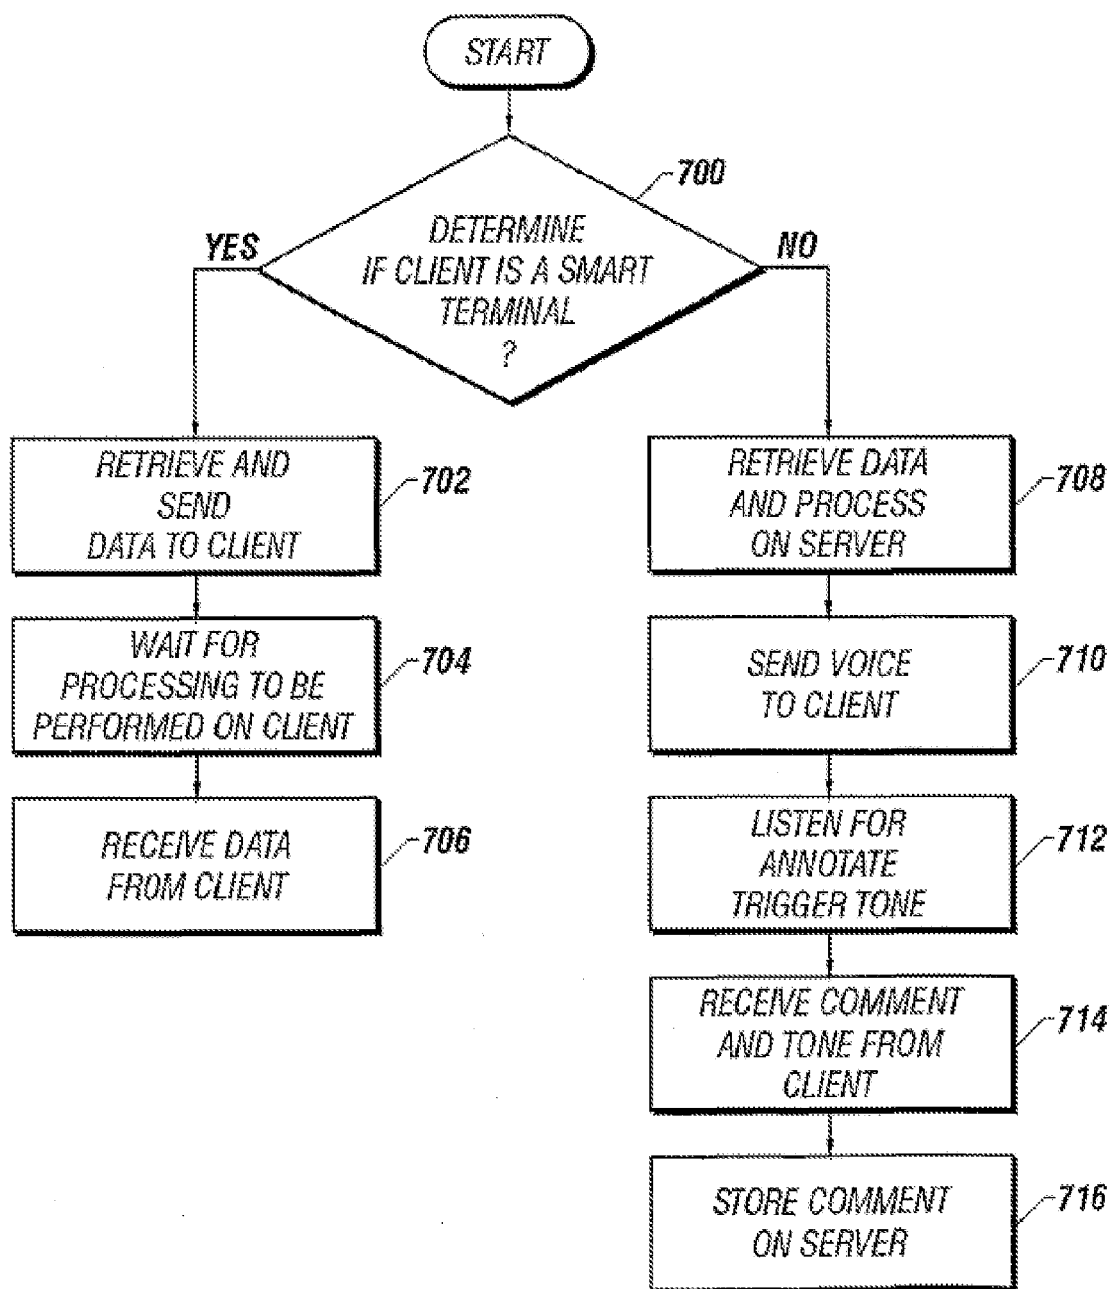 START
700
DETERMINE
IF CLIENT IS A SMART
TERMINAL
?
YES
NO
RETRIEVE AND
SEND
DATA TO CLIENT
702
WAIT FOR
PROCESSING TO BE
PERFORMED ON CLIENT
704
RECEIVE DATA
FROM CLIENT
706
RETRIEVE DATA
AND PROCESS
ON SERVER
708
SEND VOICE
TO CLIENT
710
LISTEN FOR
ANNOTATE
TRIGGER TONE
712
RECEIVE COMMENT
AND TONE FROM
CLIENT
714
STORE COMMENT
ON SERVER
716